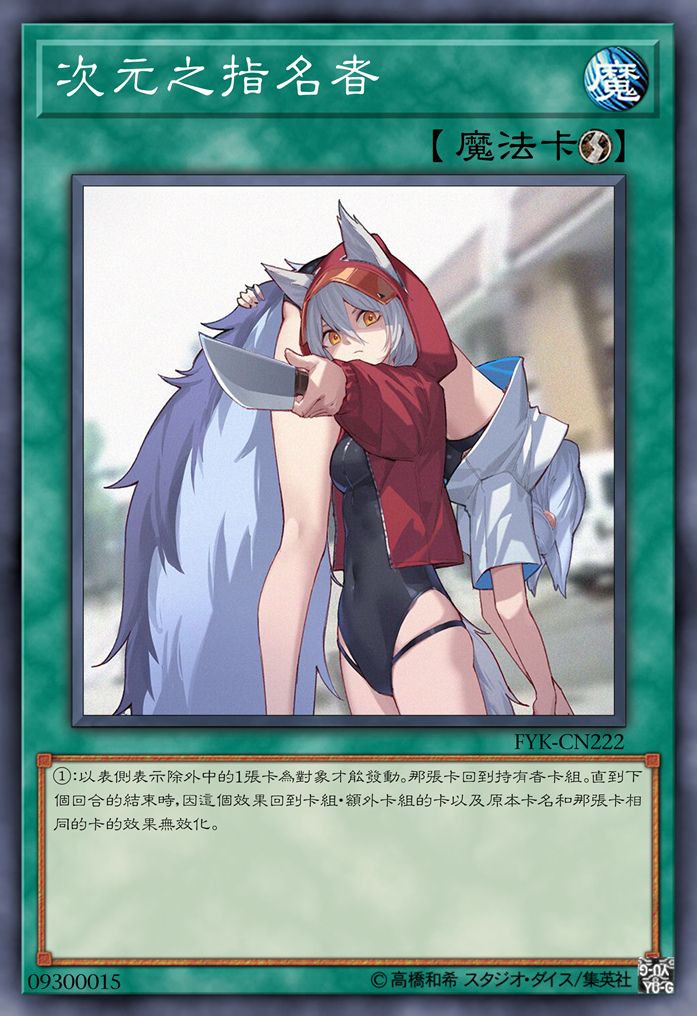 次元之指名者
魔
【魔法卡】
FYK-CN222
①:以表側表示除外中的1張卡為對象才能發動。那張卡回到持有者卡組。直到下
個回合的結束時,因這個效果回到卡組·額外卡組的卡以及原本卡名和那張卡相
同的卡的效果無效化。
09300015
©高橋和希 スタジオ・ダイス/集英社